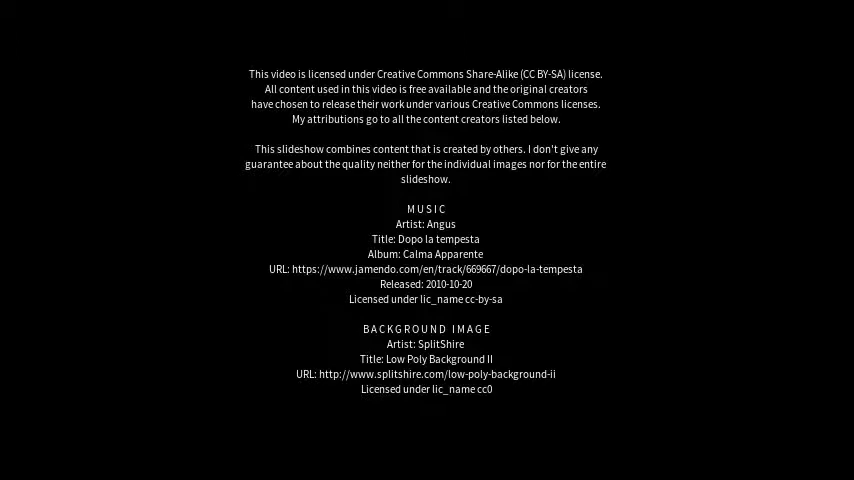 This video is licensed under Creative Commons Share-Alike (CC BY-SA) license.
All content used in this video is free available and the original creators
have chosen to release their work under various Creative Commons licenses.
My attributions go to all the content creators listed below.
This slideshow combines content that is created by others. I don't give any
guarantee about the quality neither for the individual images nor for the entire
slideshow.
MUSIC
Artist: Angus
Title: Dopo la tempesta
Album: Calma Apparente
URL: https://www.jamendo.com/en/track/669667/dopo-la-tempesta
Released: 2010-10-20
Licensed under lic_name cc-by-sa
BACKGROUND IMAGE
Artist: SplitShire
Title: Low Poly Background II
URL: http://www.splitshire.com/low-poly-background-ii
Licensed under lic_name cc0